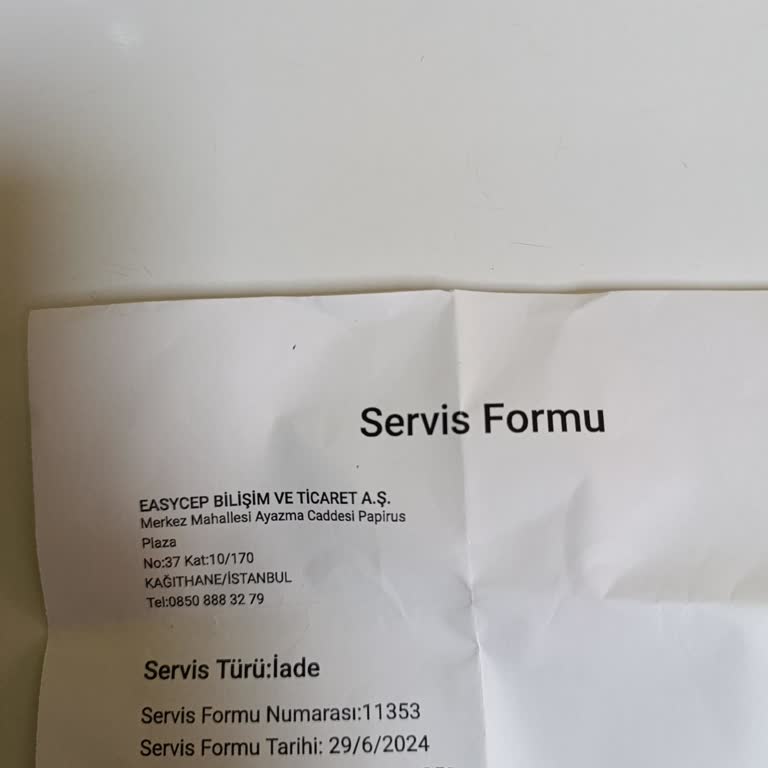 Servis Formu
EASYCEP BİLİŞİM VE TİCARET A.Ş.
Merkez Mahallesi Ayazma Caddesi Papirus
Plaza
No:37 Kat:10/170
KAĞITHANE/İSTANBUL
Tel:0850 888 32 79
Servis Türü:İade
Servis Formu Numarası:11353
Servis Formu Tarihi: 29/6/2024